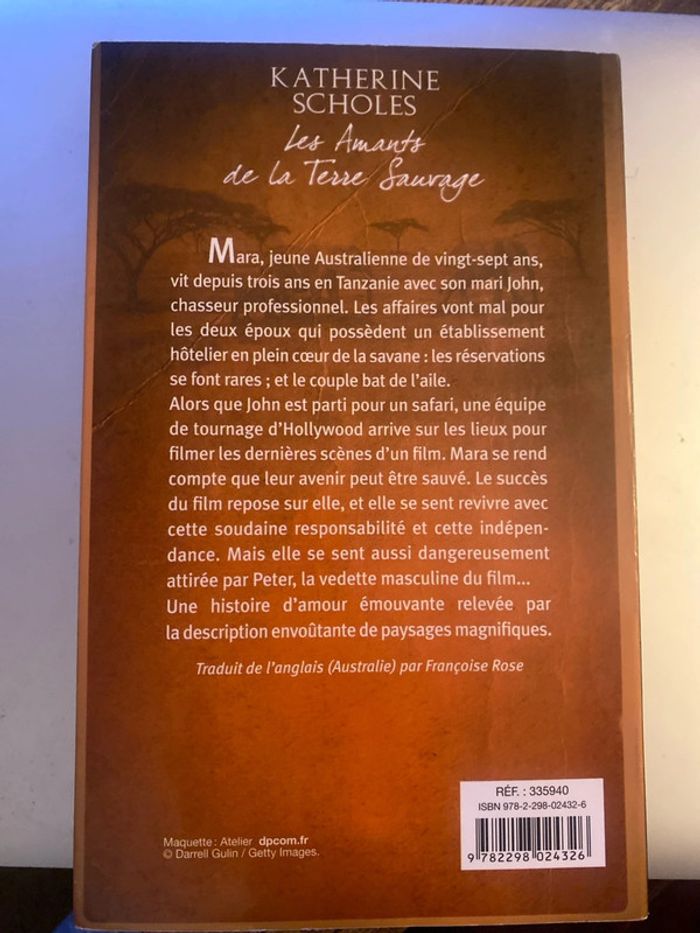 KATHERINE
SCHOLES
Les Amants
de la Terre Sauvage
Mara, jeune Australienne de vingt-sept ans,
vit depuis trois ans en Tanzanie avec son mari John,
chasseur professionnel. Les affaires vont mal pour
les deux époux qui possèdent un établissement
hôtelier en plein cœur de la savane : les réservations
se font rares ; et le couple bat de l'aile.
Alors que John est parti pour un safari, une équipe
de tournage d'Hollywood arrive sur les lieux pour
filmer les dernières scènes d'un film. Mara se rend
compte que leur avenir peut être sauvé. Le succès
du film repose sur elle, et elle se sent revivre avec
cette soudaine responsabilité et cette indépen-
dance. Mais elle se sent aussi dangereusement
attirée par Peter, la vedette masculine du film...
Une histoire d'amour émouvante relevée par
la description envoûtante de paysages magnifiques.
Traduit de l'anglais (Australie) par Françoise Rose
RÉF. : 335940
ISBN 978-2-298-02432-6
9 782298 024326
Maquette : Atelier dpcom.fr
© Darrell Gulin / Getty Images.